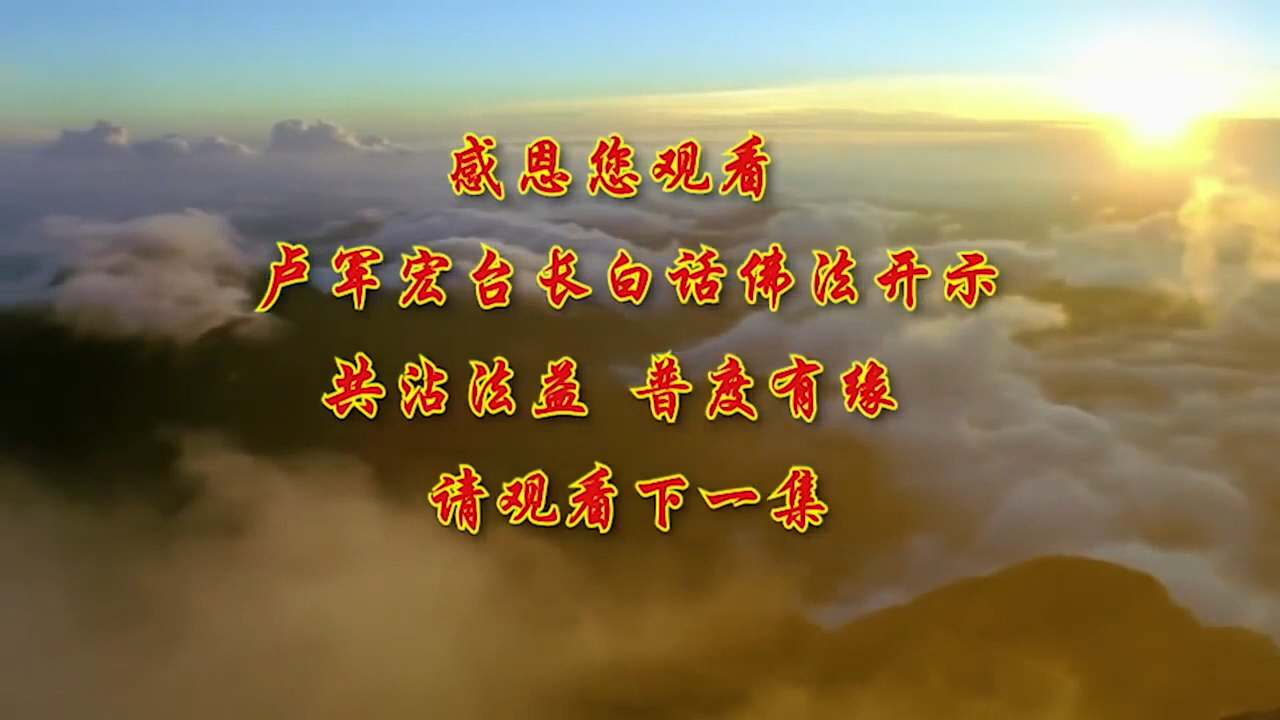 感恩您观看
卢军宏台长白话佛法开示
共沾法益 普度有缘
请观看下一集